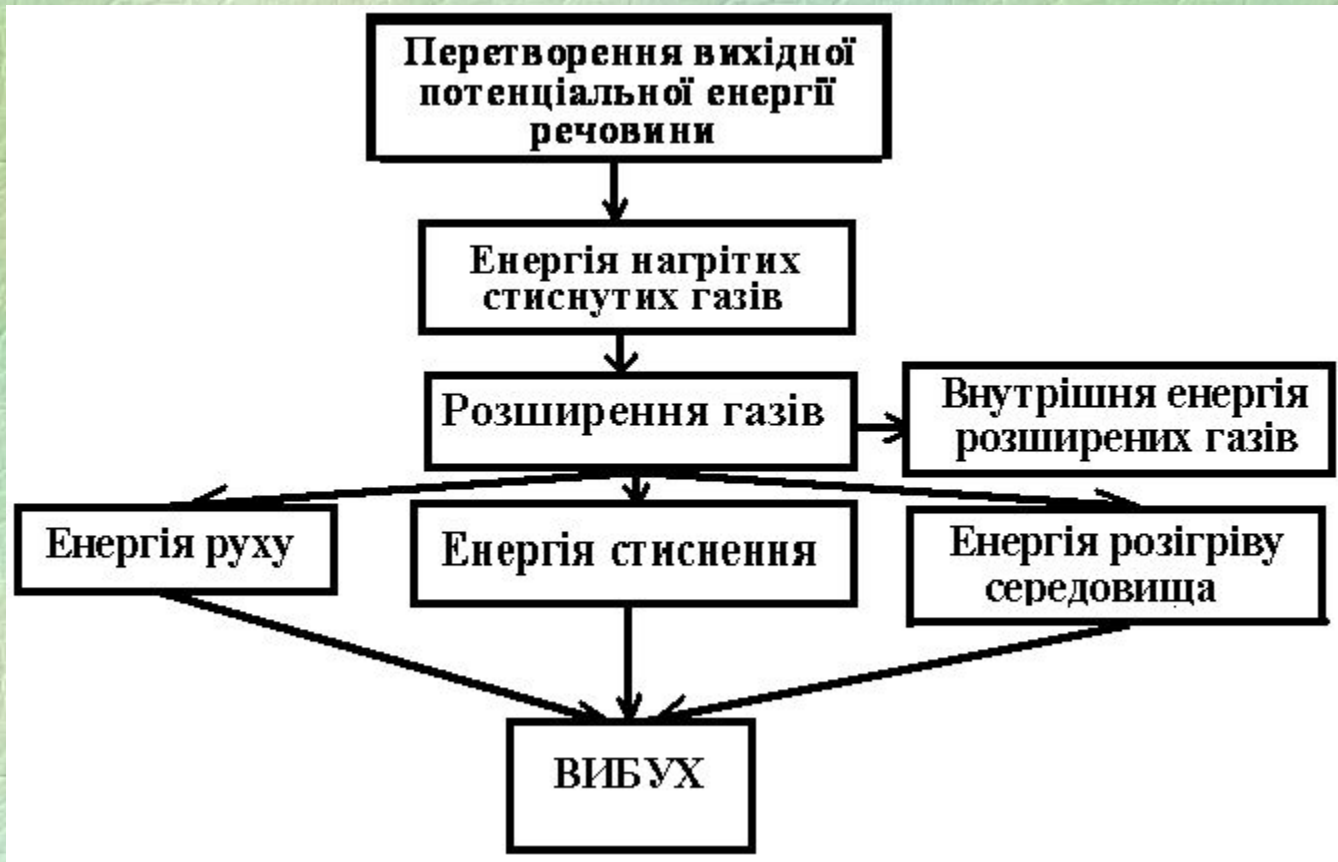 Перетворення вихідної
потенціальної енергії
речовини
Енергія нагрітих
стиснутих газів
Розширення газів
Внутрішня енергія
розширених газів
Енергія руху
Енергія стиснення
Енергія розігріву
середовища
ВИБУХ